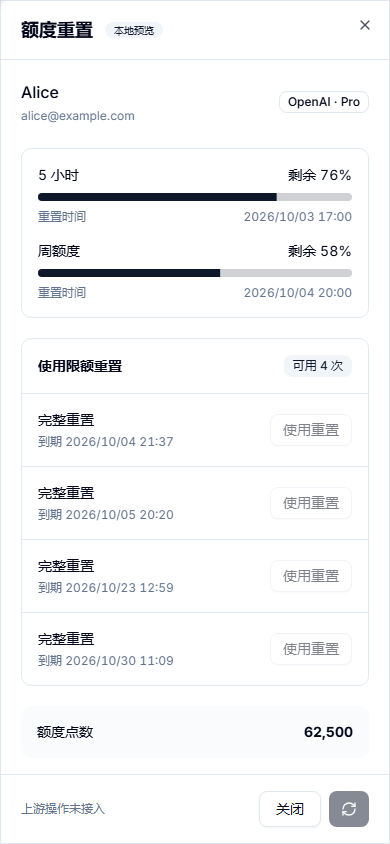 额度重置 本地预览
Alice
alice@example.com
OpenAI · Pro
5 小时 剩余 76%
重置时间 2026/10/03 17:00
周额度 剩余 58%
重置时间 2026/10/04 20:00
使用限额重置 可用 4 次
完整重置
到期 2026/10/04 21:37
使用重置
完整重置
到期 2026/10/05 20:20
使用重置
完整重置
到期 2026/10/23 12:59
使用重置
完整重置
到期 2026/10/30 11:09
使用重置
额度点数 62,500
上游操作未接入 关闭